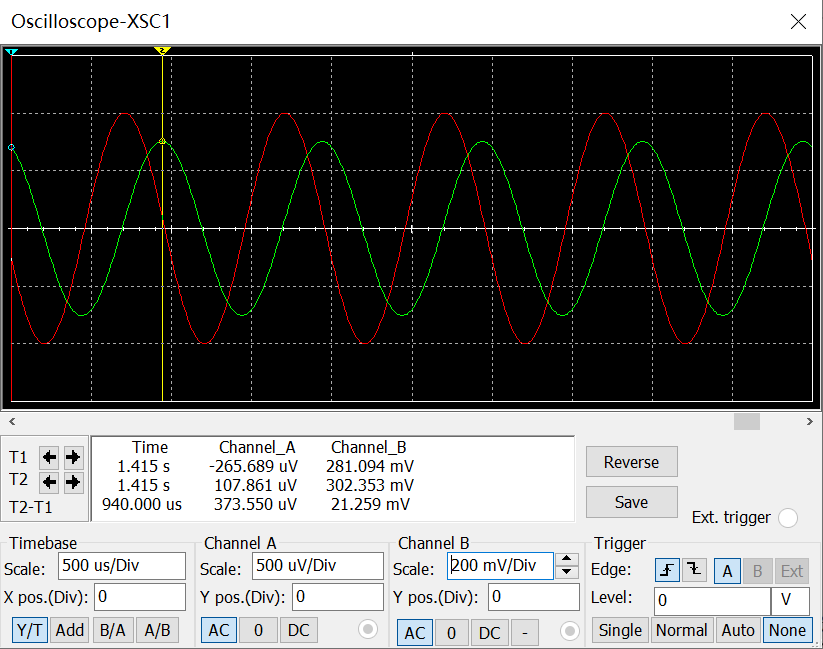 Oscilloscope-XSC1
1
2
Time Channel_A Channel_B
T1 1.415 s -265.689 uV 281.094 mV
T2 1.415 s 107.861 uV 302.353 mV
T2-T1 940.000 us 373.550 uV 21.259 mV
Reverse
Save
Ext. trigger
Timebase
Scale: 500 us/Div
X pos.(Div): 0
Y/T Add B/A A/B
Channel A
Scale: 500 uV/Div
Y pos.(Div): 0
AC 0 DC
Channel B
Scale: 200 mV/Div
Y pos.(Div): 0
AC 0 DC -
Trigger
Edge: A B Ext
Level: 0 V
Single Normal Auto None